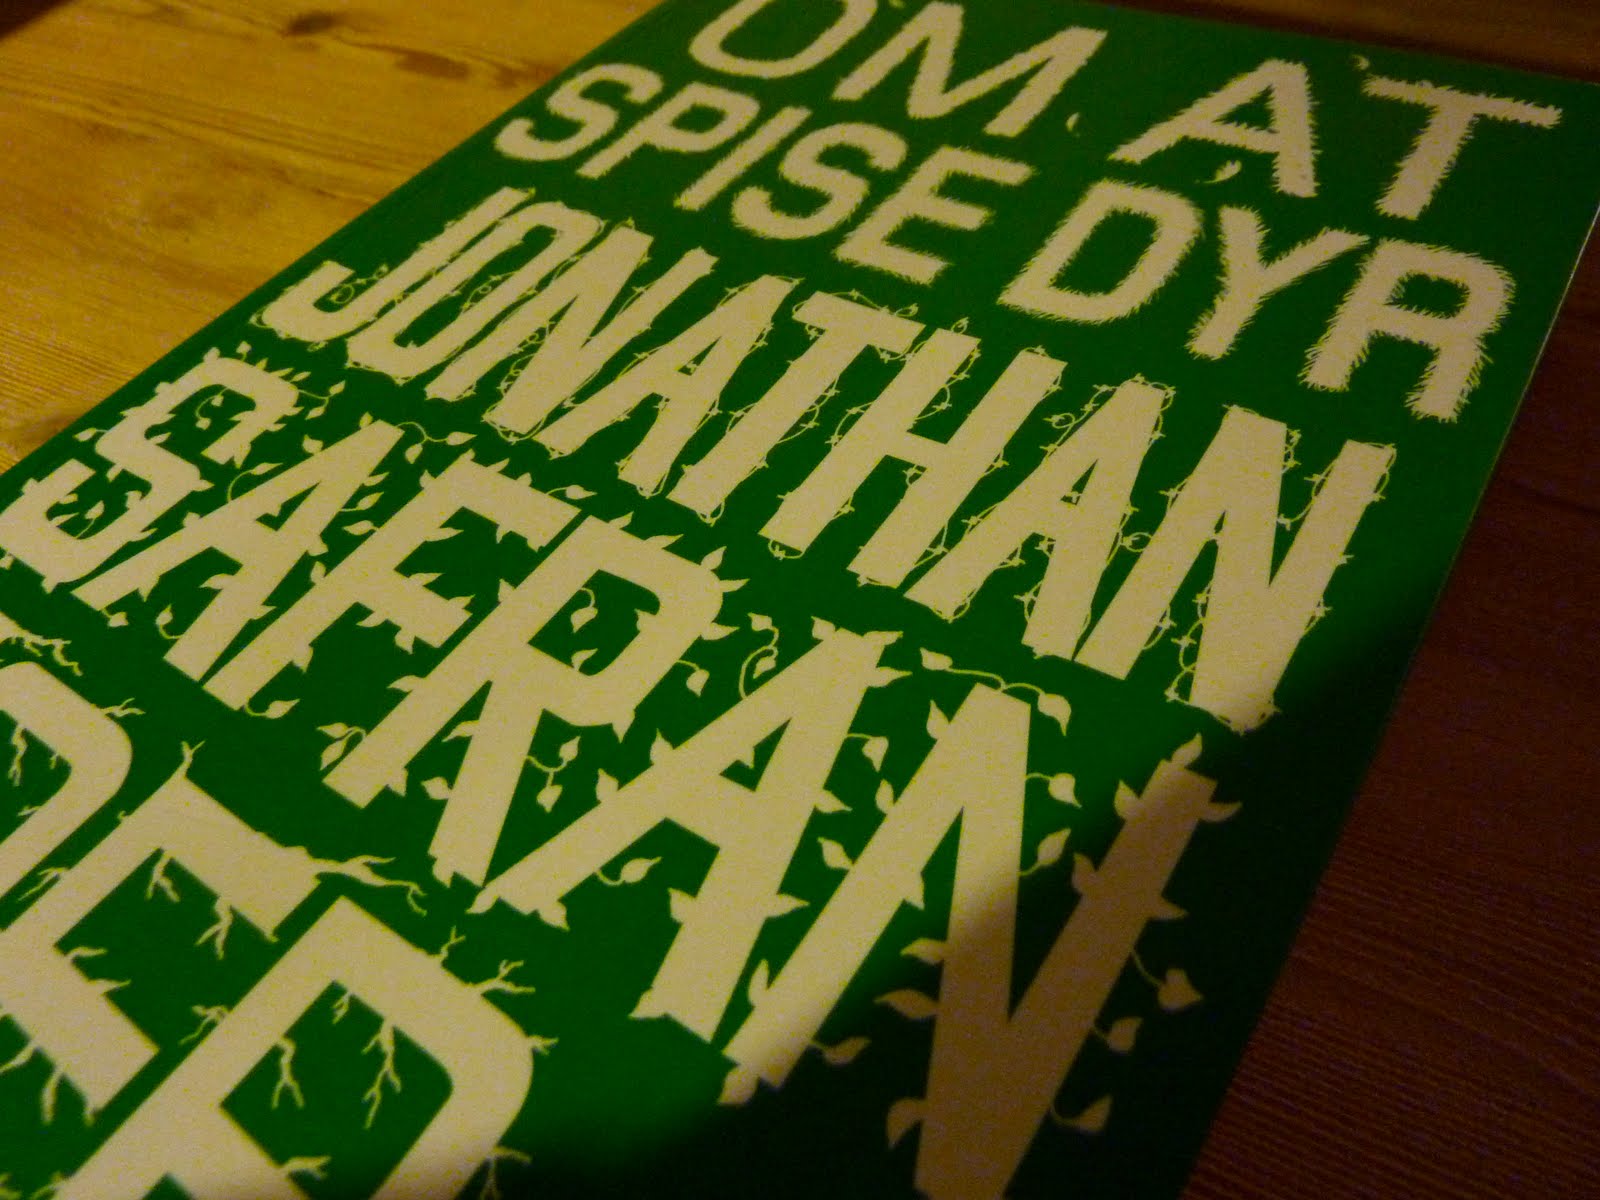 OM AT
SPISE DYR
JONATHAN
SAFRAN